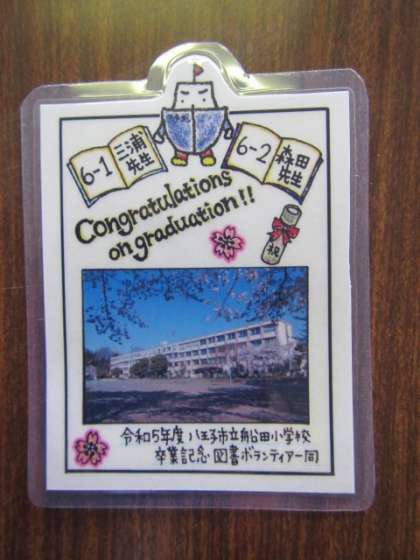 6-1 三浦
先生
6-2 森田
先生
Congratulations
on graduation!!
祝
令和5年度 八王子市立船田小学校
卒業記念 図書ボランティア一同